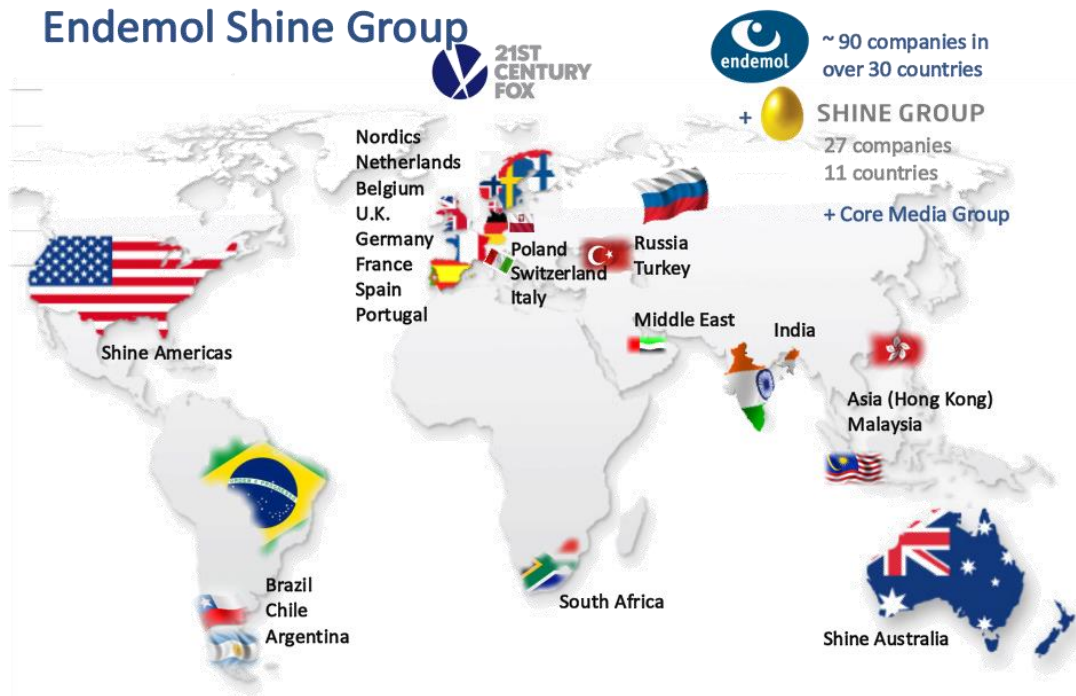 Endemol Shine Group
21ST
CENTURY
FOX
endemol
~ 90 companies in
over 30 countries
+
SHINE GROUP
27 companies
11 countries
+ Core Media Group
Nordics
Netherlands
Belgium
U.K.
Germany
France
Spain
Portugal
Poland
Switzerland
Italy
Russia
Turkey
Shine Americas
Middle East
India
Asia (Hong Kong)
Malaysia
Brazil
Chile
Argentina
South Africa
Shine Australia